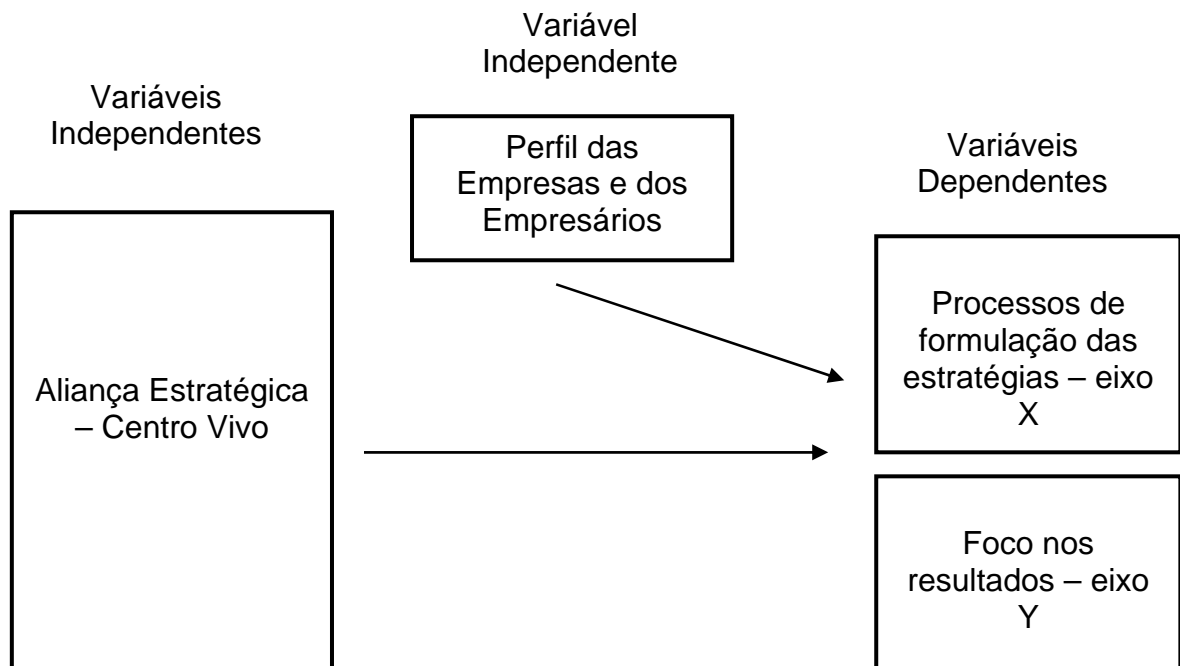 Variável
Independente
Variáveis
Independentes
Perfil das
Empresas e dos
Empresários
Variáveis
Dependentes
Aliança Estratégica
– Centro Vivo
Processos de
formulação das
estratégias – eixo
X
Foco nos
resultados – eixo
Y